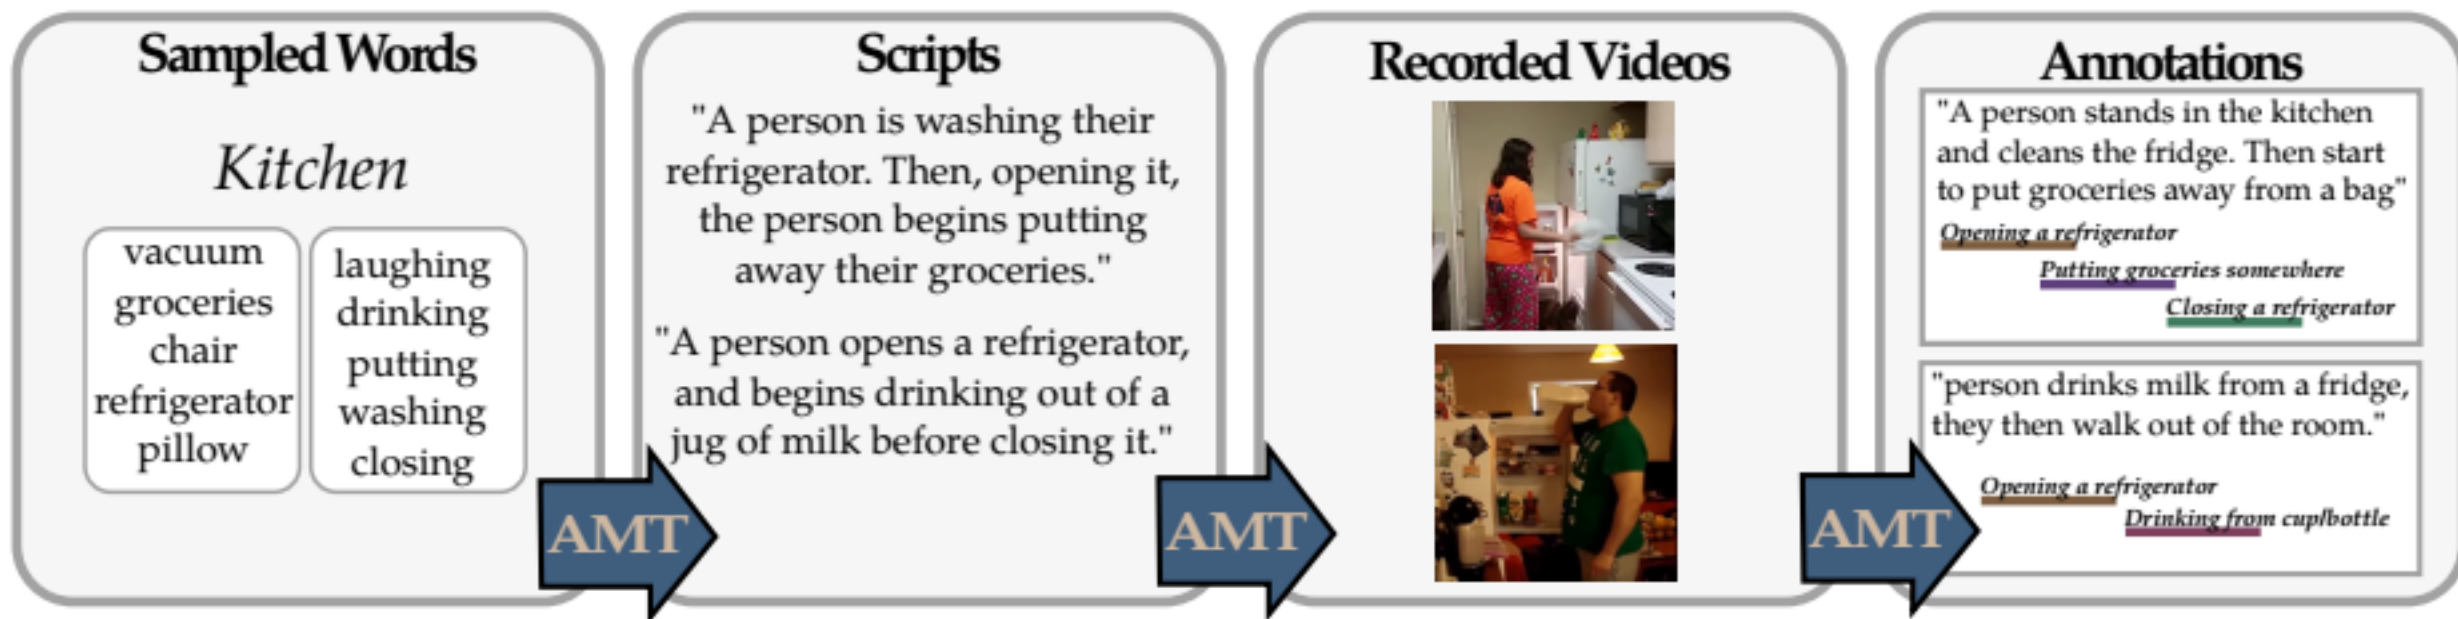 Sampled Words
Kitchen
vacuum
groceries
chair
refrigerator
pillow
laughing
drinking
putting
washing
closing
AMT
Scripts
"A person is washing their
refrigerator. Then, opening it,
the person begins putting
away their groceries."
"A person opens a refrigerator,
and begins drinking out of a
jug of milk before closing it."
AMT
Recorded Videos
AMT
Annotations
"A person stands in the kitchen
and cleans the fridge. Then start
to put groceries away from a bag"
Opening a refrigerator
Putting groceries somewhere
Closing a refrigerator
"person drinks milk from a fridge,
they then walk out of the room."
Opening a refrigerator
Drinking from cup/bottle